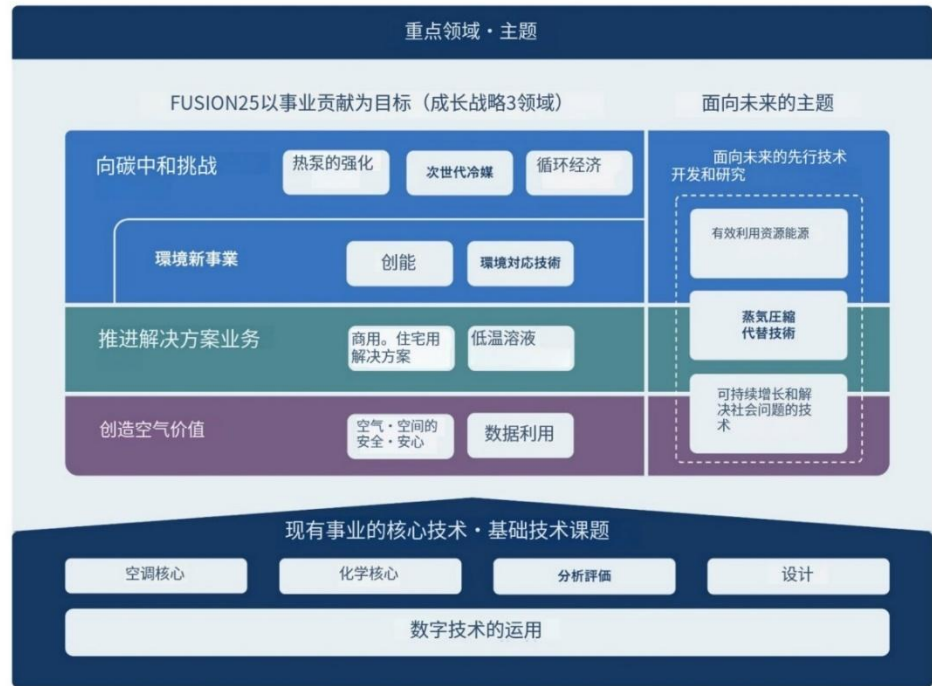 重点领域・主题
FUSION25以事业贡献为目标（成长战略3领域）
面向未来的主题
向碳中和挑战
热泵的强化
次世代冷媒
循环经济
環境新事業
创能
環境対応技術
推进解决方案业务
商用。住宅用
解决方案
低温溶液
创造空气价值
空气・空间的
安全・安心
数据利用
面向未来的先行技术
开发和研究
有效利用资源能源
蒸気圧縮
代替技術
可持续增长和解
决社会问题的技
术
现有事业的核心技术・基础技术课题
空调核心
化学核心
分析評価
设计
数字技术的运用